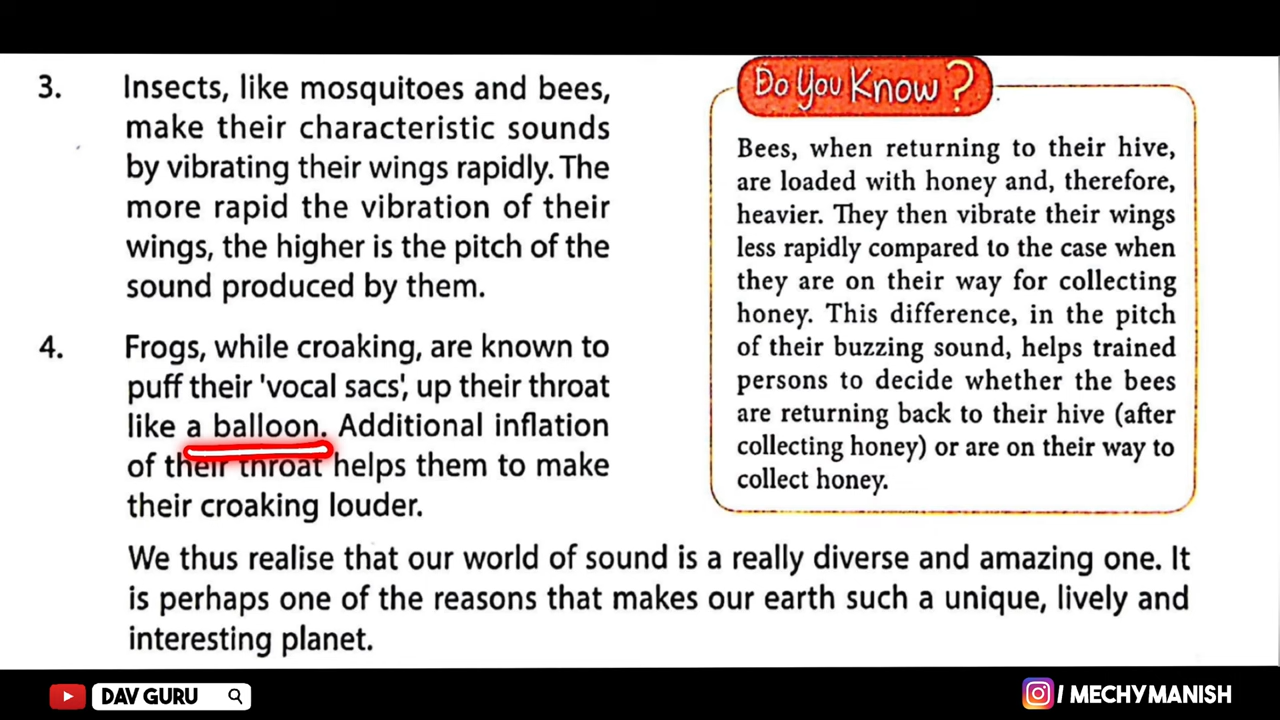 3. Insects, like mosquitoes and bees,
make their characteristic sounds
by vibrating their wings rapidly. The
more rapid the vibration of their
wings, the higher is the pitch of the
sound produced by them.
4. Frogs, while croaking, are known to
puff their 'vocal sacs', up their throat
like a balloon. Additional inflation
of their throat helps them to make
their croaking louder.
Do You Know?
Bees, when returning to their hive,
are loaded with honey and, therefore,
heavier. They then vibrate their wings
less rapidly compared to the case when
they are on their way for collecting
honey. This difference, in the pitch
of their buzzing sound, helps trained
persons to decide whether the bees
are returning back to their hive (after
collecting honey) or are on their way to
collect honey.
We thus realise that our world of sound is a really diverse and amazing one. It
is perhaps one of the reasons that makes our earth such a unique, lively and
interesting planet.
DAV GURU
/ MECHYMANISH